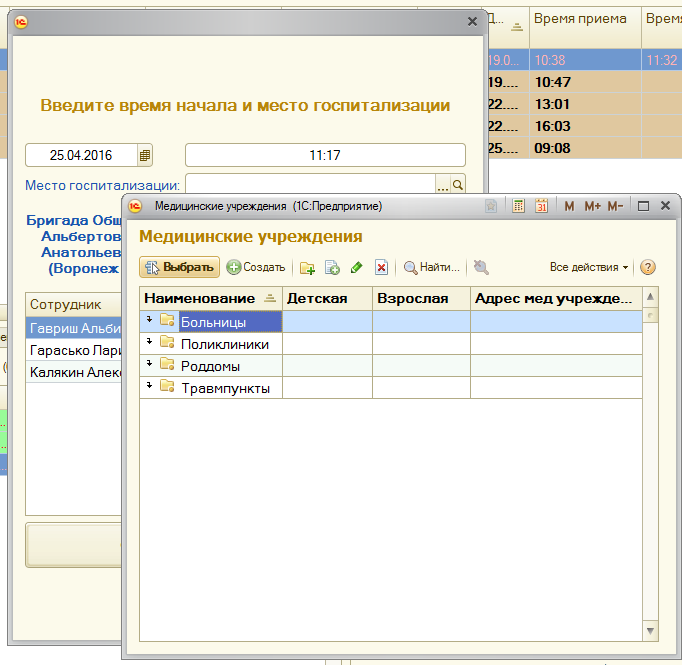 Д...
Время приема
Время
19.0...
10:38
11:32
19....
10:47
22....
13:01
22....
16:03
25....
09:08
Введите время начала и место госпитализации
25.04.2016
11:17
Место госпитализации:
...
Бригада Общ
Альбертов
Анатольев
(Воронеж
Сотрудник
Гавриш Альби
Гарасько Лари
Калякин Алекс
Медицинские учреждения (1С:Предприятие)
31
M M+ M-
Медицинские учреждения
Выбрать
Создать
Найти...
Все действия
?
Наименование
Детская
Взрослая
Адрес мед учрежде...
Больницы
Поликлиники
Роддомы
Травмпункты